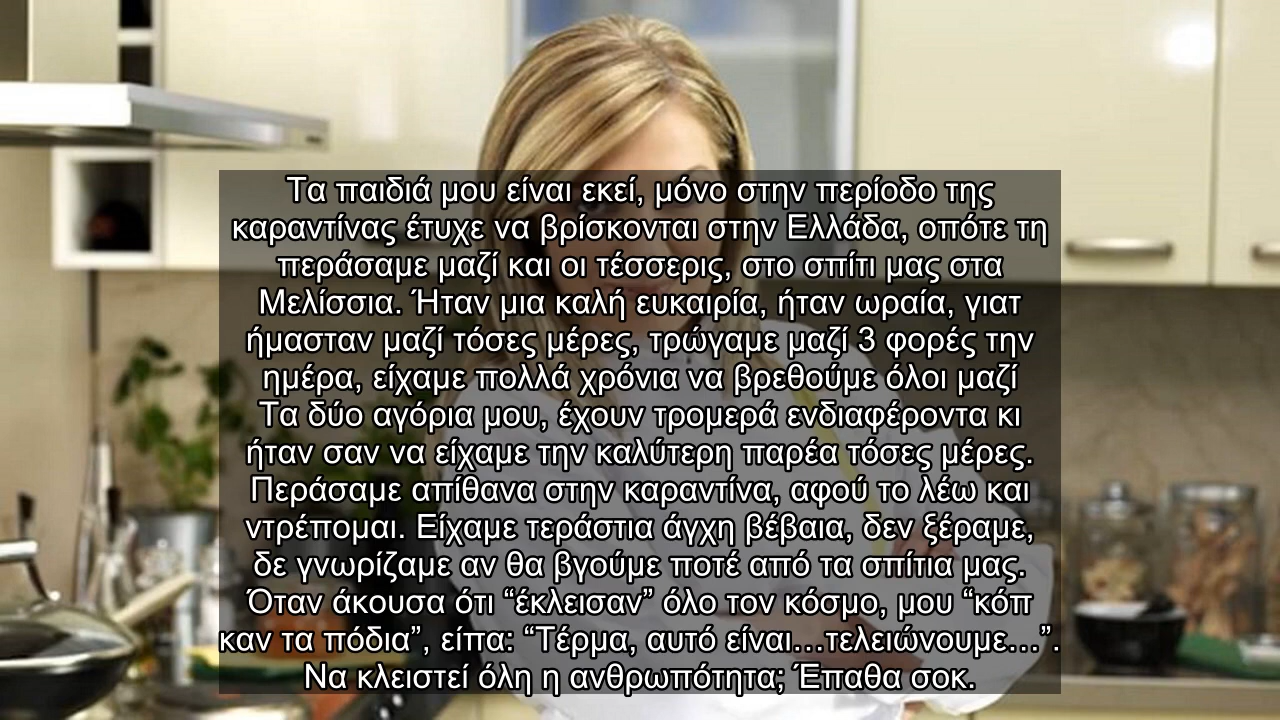 Τα παιδιά μου είναι εκεί, μόνο στην περίοδο της
καραντίνας έτυχε να βρίσκονται στην Ελλάδα, οπότε τη
περάσαμε μαζί και οι τέσσερις, στο σπίτι μας στα
Μελίσσια. Ήταν μια καλή ευκαιρία, ήταν ωραία, γιατ
ήμασταν μαζί τόσες μέρες, τρώγαμε μαζί 3 φορές την
ημέρα, είχαμε πολλά χρόνια να βρεθούμε όλοι μαζί
Τα δύο αγόρια μου, έχουν τρομερά ενδιαφέροντα κι
ήταν σαν να είχαμε την καλύτερη παρέα τόσες μέρες.
Περάσαμε απίθανα στην καραντίνα, αφού το λέω και
ντρέπομαι. Είχαμε τεράστια άγχη βέβαια, δεν ξέραμε,
δε γνωρίζαμε αν θα βγούμε ποτέ από τα σπίτια μας.
Όταν άκουσα ότι “έκλεισαν” όλο τον κόσμο, μου “κόπ
καν τα πόδια”, είπα: “Τέρμα, αυτό είναι…τελειώνουμε…”.
Να κλειστεί όλη η ανθρωπότητα; Έπαθα σοκ.